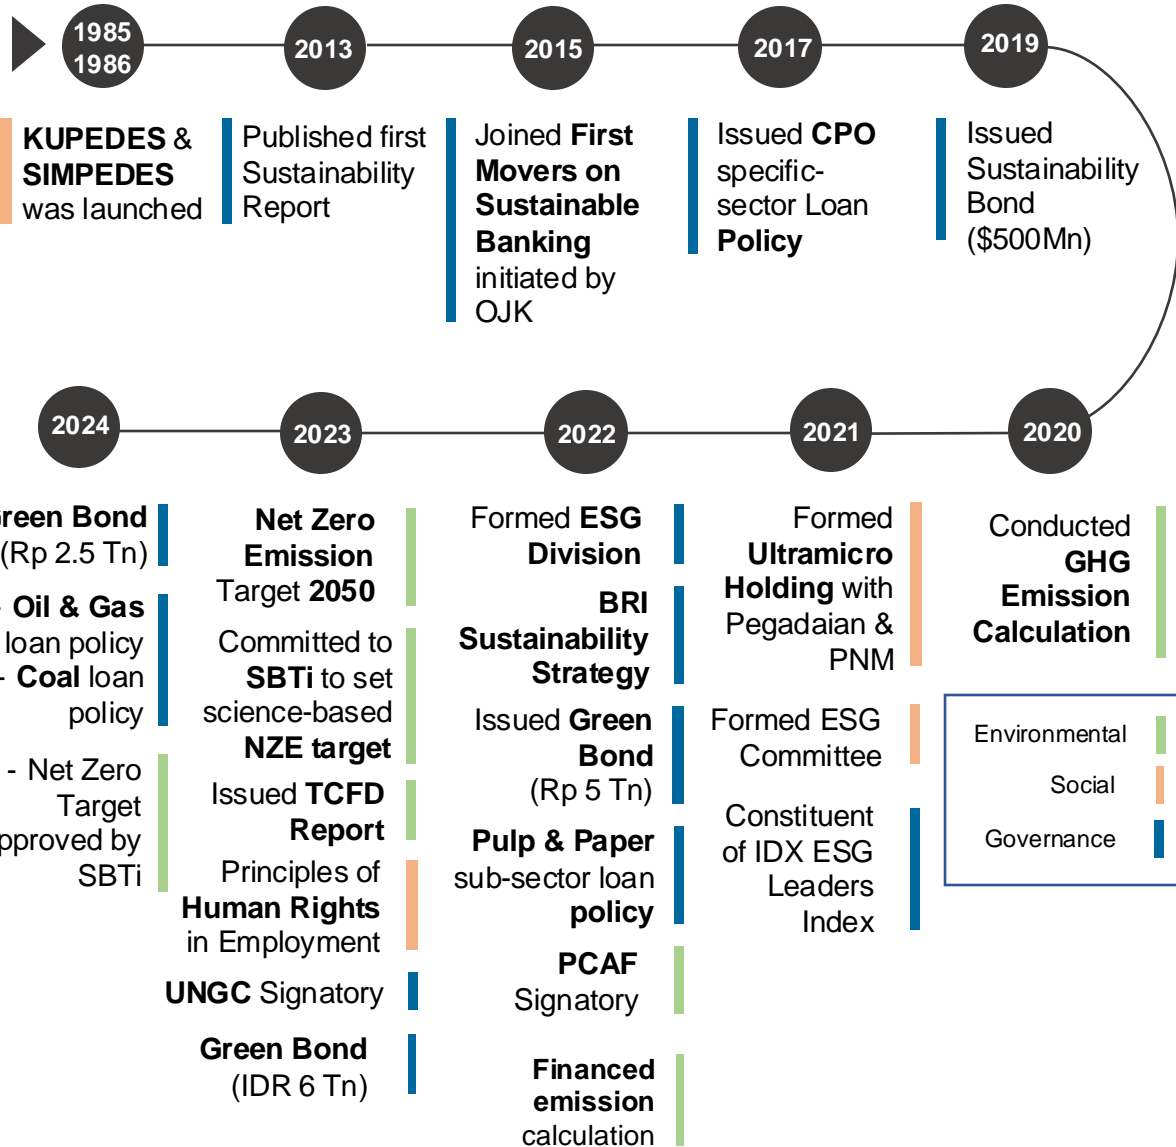 1985
1986
2013
2015
2017
2019
KUPEDES &
SIMPEDES
was launched
Published first
Sustainability
Report
Joined First
Movers on
Sustainable
Banking
initiated by
OJK
Issued CPO
specific-
sector Loan
Policy
Issued
Sustainability
Bond
($500Mn)
2024
2023
2022
2021
2020
Green Bond
(Rp 2.5 Tn)
- Oil & Gas
loan policy
- Coal loan
policy
- Net Zero
Target
pproved by
SBTi
Net Zero
Emission
Target 2050
Committed to
SBTi to set
science-based
NZE target
Issued TCFD
Report
Principles of
Human Rights
in Employment
UNGC Signatory
Green Bond
(IDR 6 Tn)
Formed ESG
Division
BRI
Sustainability
Strategy
Issued Green
Bond
(Rp 5 Tn)
Pulp & Paper
sub-sector loan
policy
PCAF
Signatory
Financed
emission
calculation
Formed
Ultramicro
Holding with
Pegadaian &
PNM
Formed ESG
Committee
Constituent
of IDX ESG
Leaders
Index
Conducted
GHG
Emission
Calculation
Environmental
Social
Governance